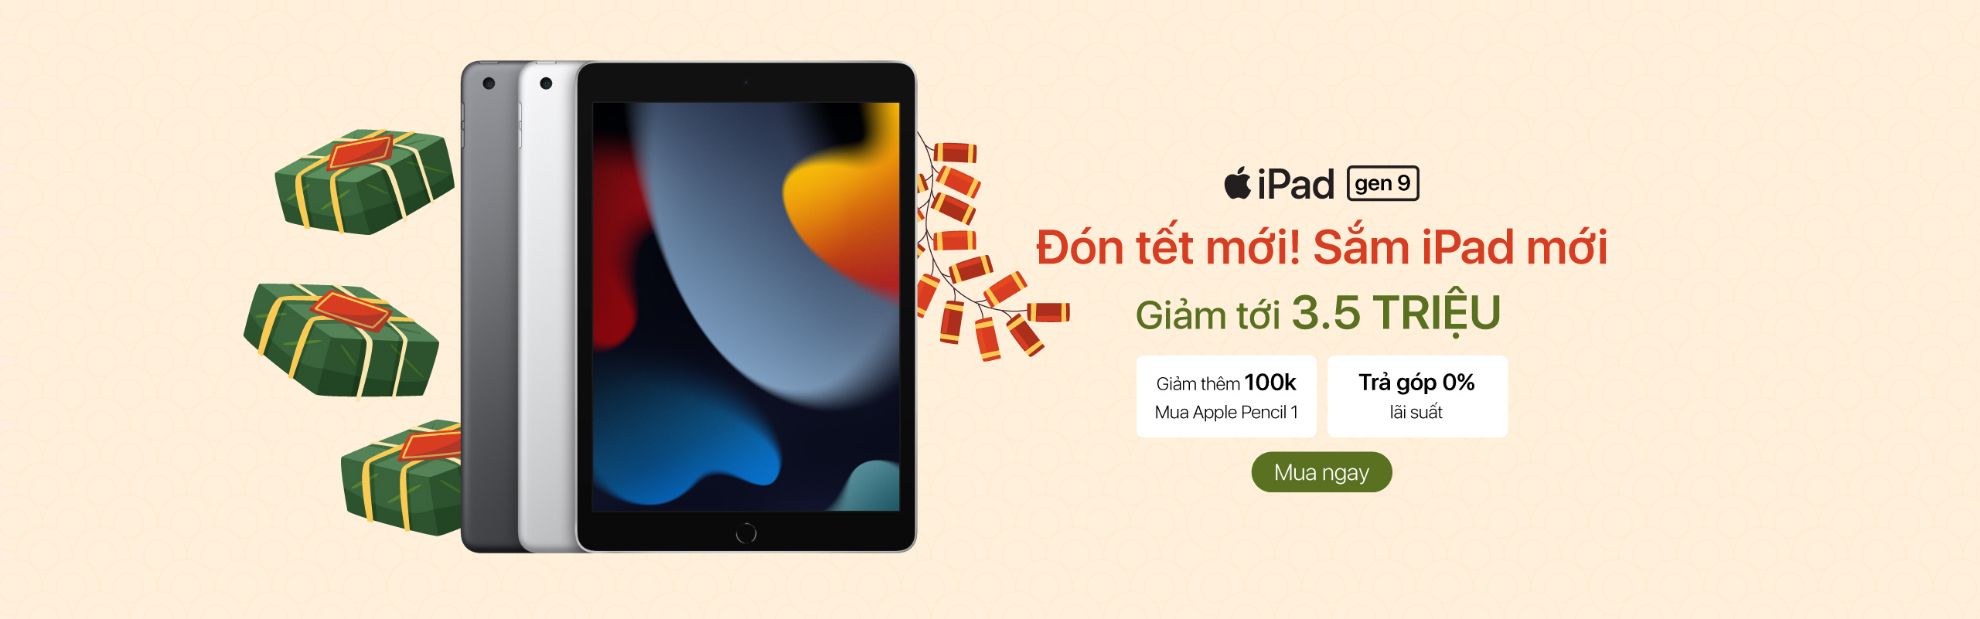 iPad gen 9
Đón tết mới! Sắm iPad mới
Giảm tới 3.5 TRIỆU
Giảm thêm 100k
Mua Apple Pencil 1
Trả góp 0%
lãi suất
Mua ngay